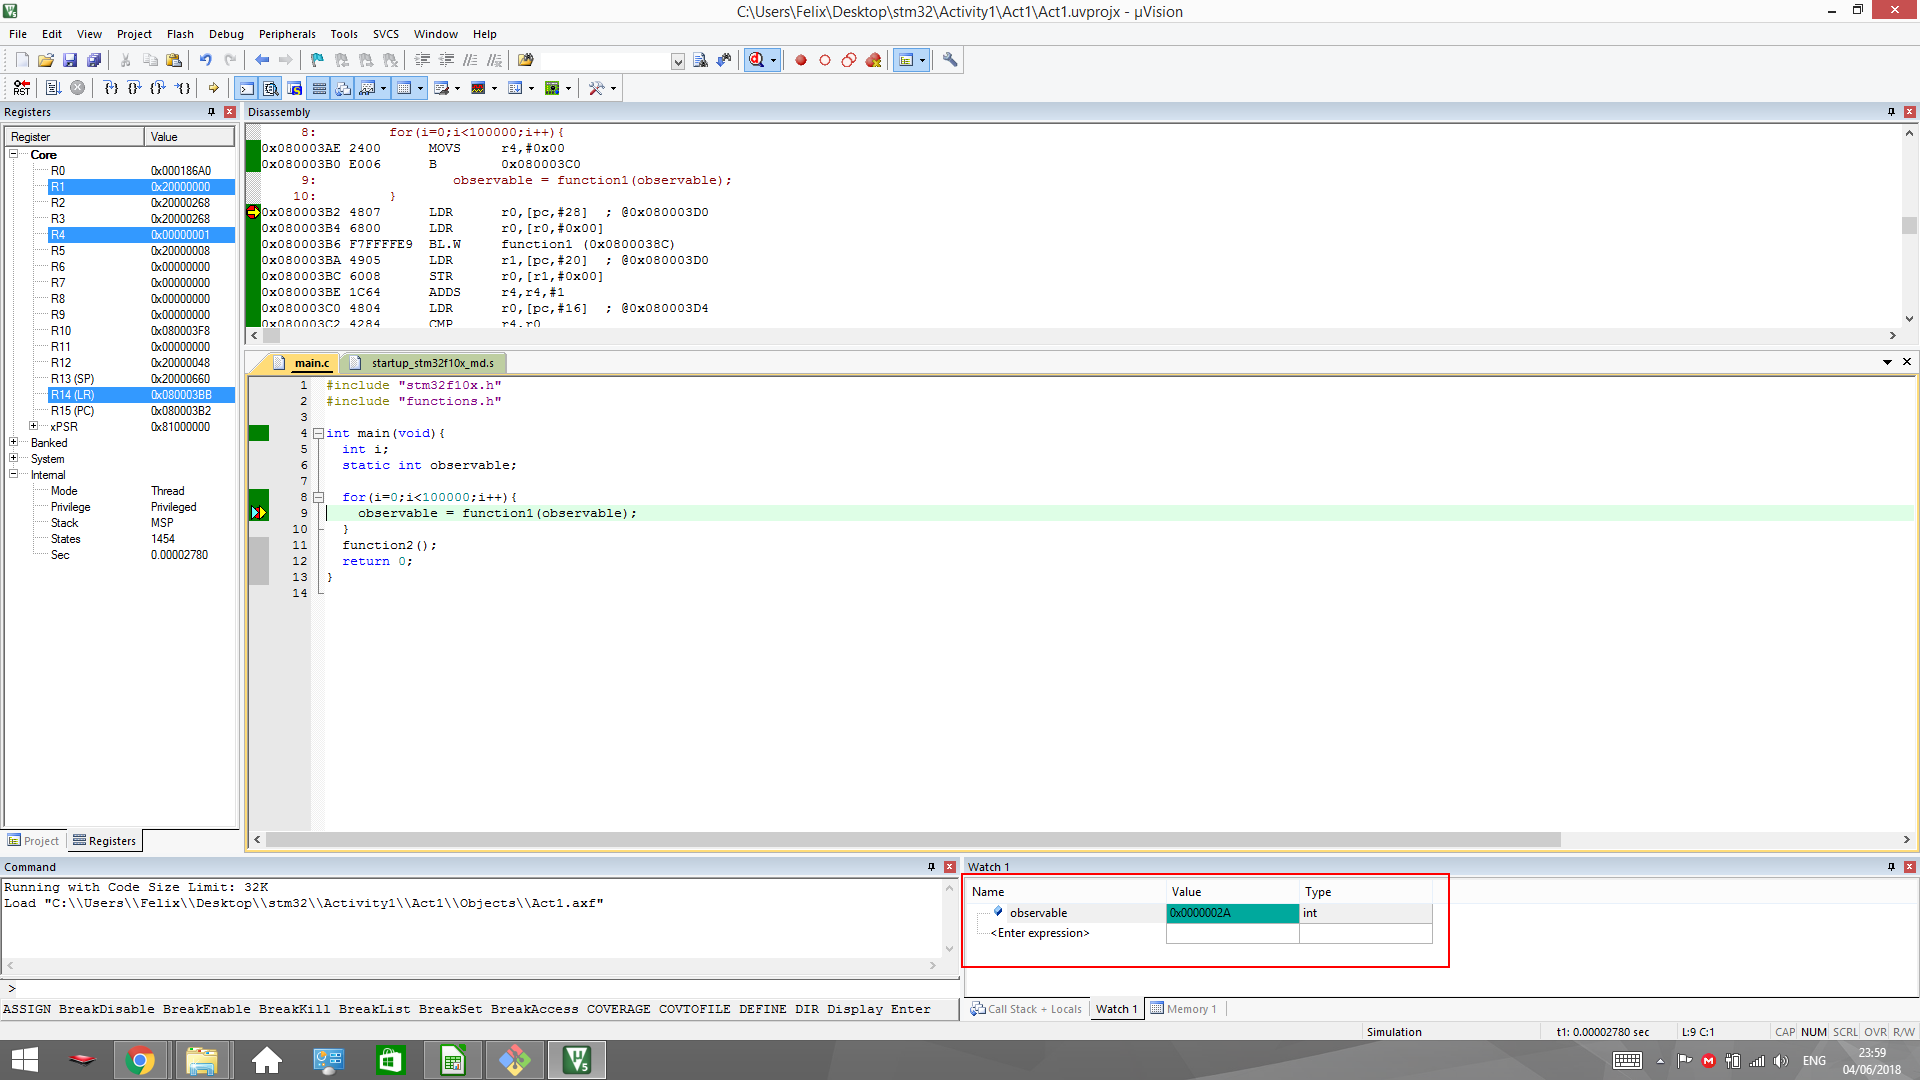 C:\Users\Felix\Desktop\stm32\Activity1\Act1\Act1.uvprojx - µVision
File Edit View Project Flash Debug Peripherals Tools SVCS Window Help
Registers
Register Value
Core
R0 0x000186A0
R1 0x20000000
R2 0x20000268
R3 0x20000268
R4 0x00000001
R5 0x20000008
R6 0x00000000
R7 0x00000000
R8 0x00000000
R9 0x00000000
R10 0x080003F8
R11 0x00000000
R12 0x20000048
R13 (SP) 0x20000660
R14 (LR) 0x080003BB
R15 (PC) 0x080003B2
xPSR 0x81000000
Banked
System
Internal
Mode Thread
Privilege Privileged
Stack MSP
States 1454
Sec 0.00002780
Project Registers
Disassembly
8: for(i=0;i<100000;i++){
0x080003AE 2400 MOVS r4,#0x00
0x080003B0 E006 B 0x080003C0
9: observable = function1(observable);
10: }
0x080003B2 4807 LDR r0,[pc,#28] ; @0x080003D0
0x080003B4 6800 LDR r0,[r0,#0x00]
0x080003B6 F7FFFFE9 BL.W function1 (0x0800038C)
0x080003BA 4905 LDR r1,[pc,#20] ; @0x080003D0
0x080003BC 6008 STR r0,[r1,#0x00]
0x080003BE 1C64 ADDS r4,r4,#1
0x080003C0 4804 LDR r0,[pc,#16] ; @0x080003D4
0x080003C2 4284 CMP r4,r0
main.c startup_stm32f10x_md.s
1 #include "stm32f10x.h"
2 #include "functions.h"
3
4 int main(void){
5 int i;
6 static int observable;
7
8 for(i=0;i<100000;i++){
9 observable = function1(observable);
10 }
11 function2();
12 return 0;
13 }
14
Command
Running with Code Size Limit: 32K
Load "C:\\Users\\Felix\\Desktop\\stm32\\Activity1\\Act1\\Objects\\Act1.axf"
>
ASSIGN BreakDisable BreakEnable BreakKill BreakList BreakSet BreakAccess COVERAGE COVTOFILE DEFINE DIR Display Enter
Watch 1
Name Value Type
observable 0x0000002A int
<Enter expression>
Call Stack + Locals Watch 1 Memory 1
Simulation t1: 0.00002780 sec L:9 C:1 CAP NUM SCRL OVR R/W
ENG
23:59
04/06/2018